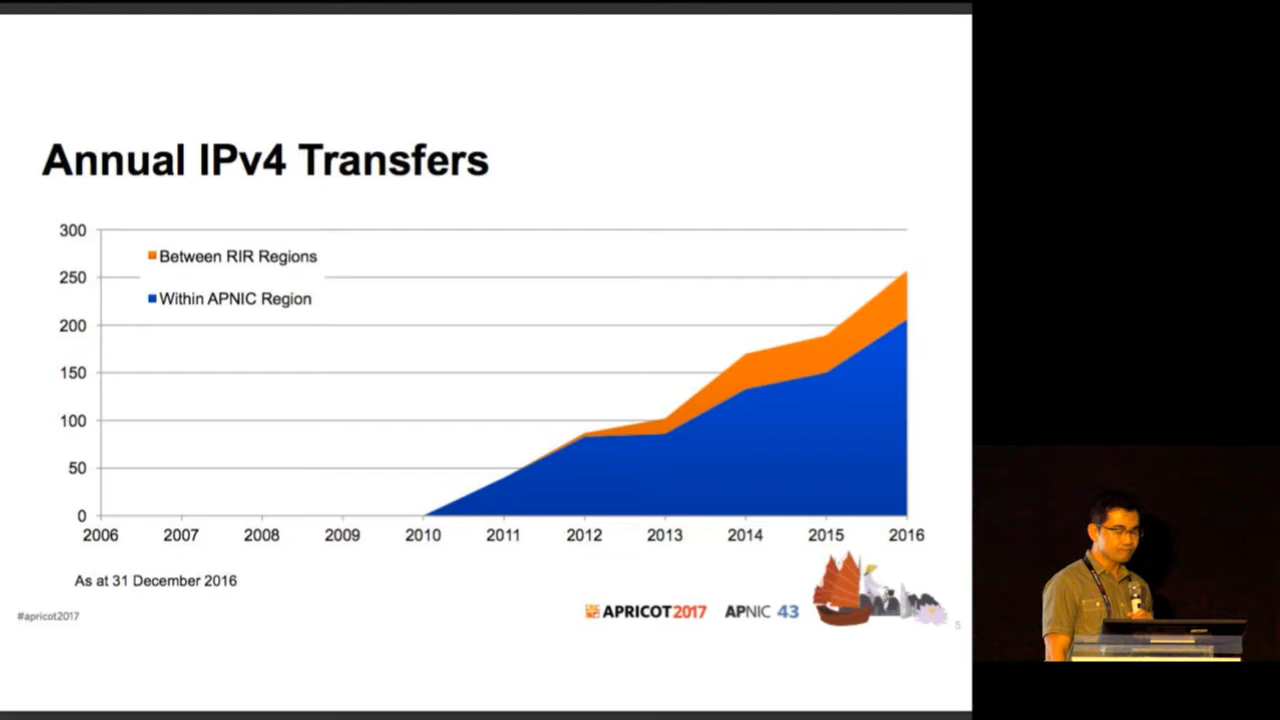 Annual IPv4 Transfers
300
Between RIR Regions
250
Within APNIC Region
200
150
100
50
0
2006 2007 2008 2009 2010 2011 2012 2013 2014 2015 2016
As at 31 December 2016
#apricot2017
APRICOT2017 APNIC 43
5